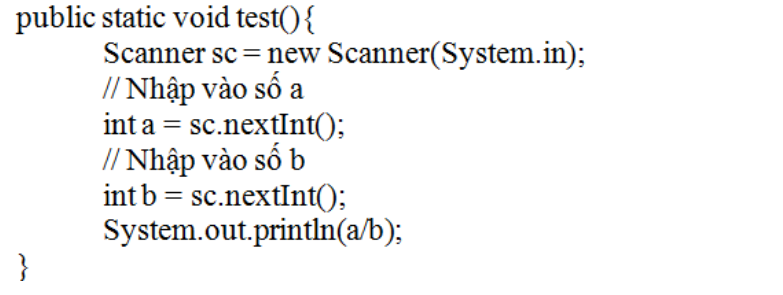 public static void test(){
Scanner sc = new Scanner(System.in);
// Nhập vào số a
int a = sc.nextInt();
// Nhập vào số b
int b = sc.nextInt();
System.out.println(a/b);
}